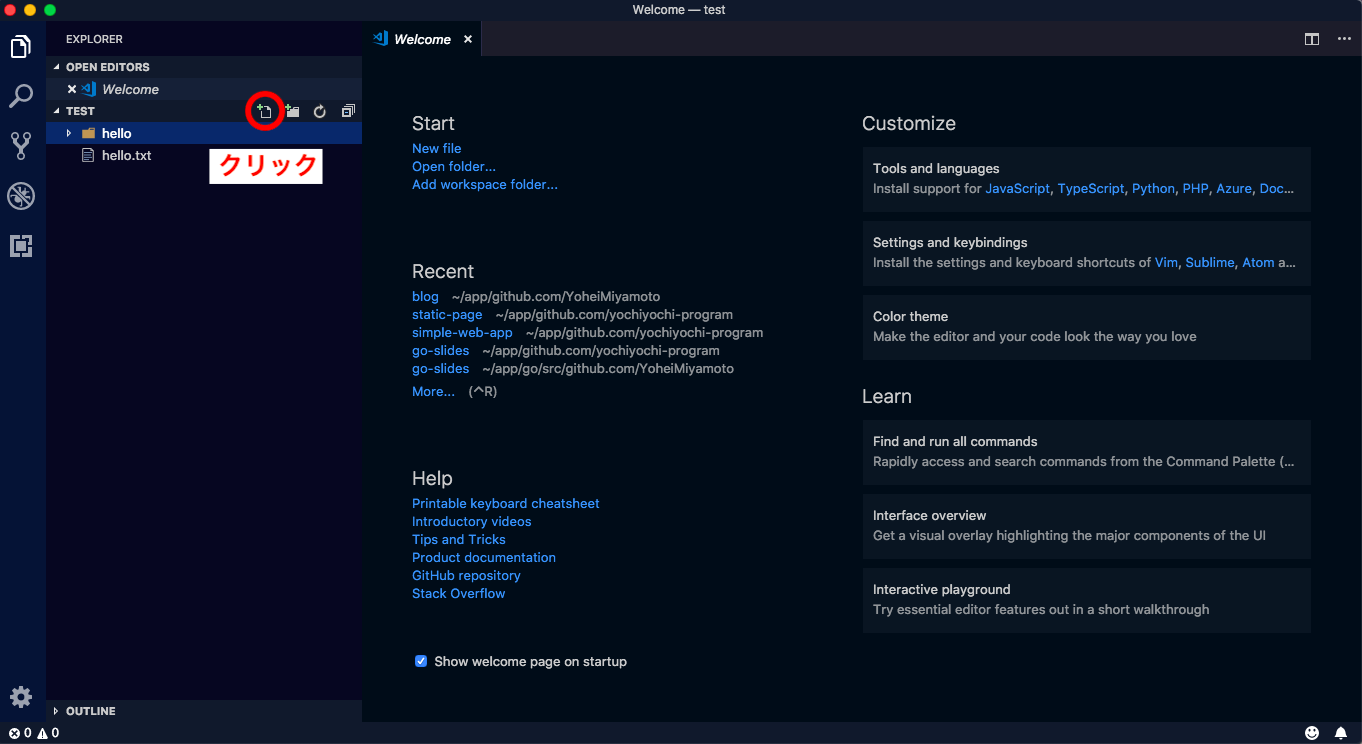 Welcome — test
EXPLORER
OPEN EDITORS
Welcome
TEST
hello
hello.txt
クリック
OUTLINE
Welcome
Start
New file
Open folder...
Add workspace folder...
Recent
blog ~/app/github.com/YoheiMiyamoto
static-page ~/app/github.com/yochiyochi-program
simple-web-app ~/app/github.com/yochiyochi-program
go-slides ~/app/github.com/yochiyochi-program
go-slides ~/app/go/src/github.com/YoheiMiyamoto
More... (^R)
Help
Printable keyboard cheatsheet
Introductory videos
Tips and Tricks
Product documentation
GitHub repository
Stack Overflow
Show welcome page on startup
Customize
Tools and languages
Install support for JavaScript, TypeScript, Python, PHP, Azure, Doc...
Settings and keybindings
Install the settings and keyboard shortcuts of Vim, Sublime, Atom a...
Color theme
Make the editor and your code look the way you love
Learn
Find and run all commands
Rapidly access and search commands from the Command Palette (...
Interface overview
Get a visual overlay highlighting the major components of the UI
Interactive playground
Try essential editor features out in a short walkthrough
0 0